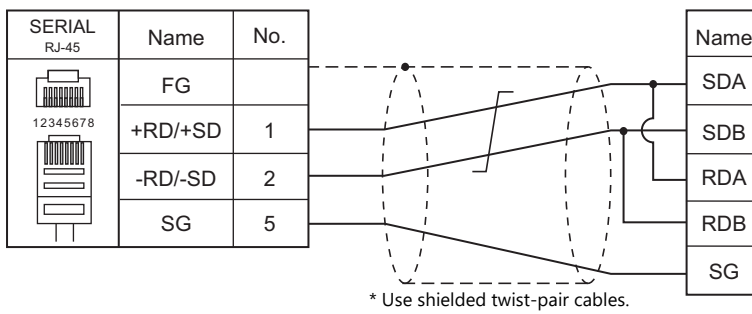 SERIAL
RJ-45
Name
No.
Name
FG
SDA
12345678
+RD/+SD
1
SDB
-RD/-SD
2
RDA
SG
5
RDB
SG
* Use shielded twist-pair cables.